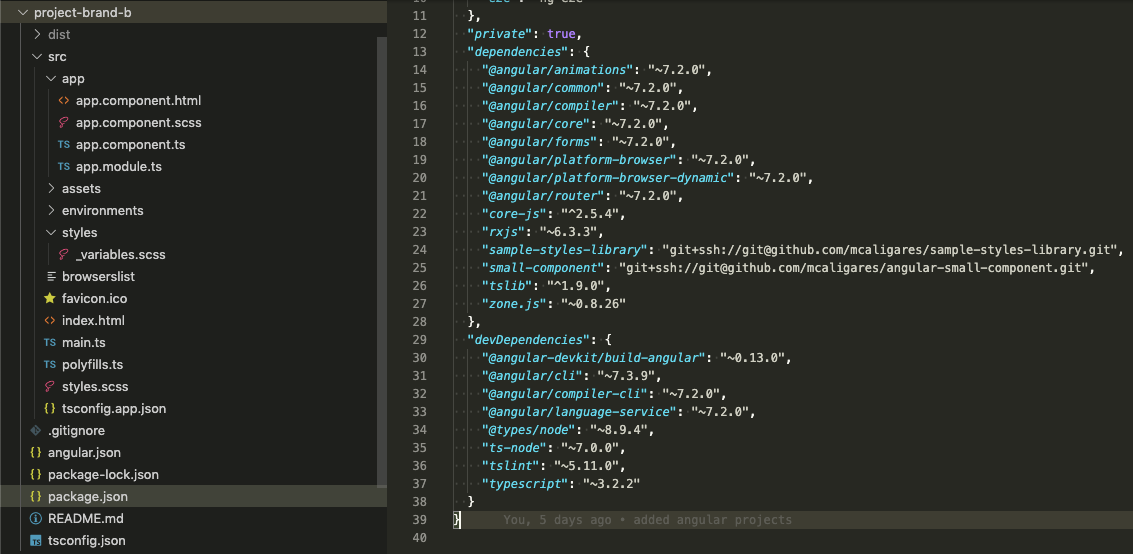 project-brand-b
dist
src
app
app.component.html
app.component.scss
TS app.component.ts
TS app.module.ts
assets
environments
styles
_variables.scss
browserslist
favicon.ico
index.html
TS main.ts
TS polyfills.ts
styles.scss
{} tsconfig.app.json
.gitignore
{} angular.json
{} package-lock.json
{} package.json
README.md
TS tsconfig.json
11 },
12 "private": true,
13 "dependencies": {
14 "@angular/animations": "~7.2.0",
15 "@angular/common": "~7.2.0",
16 "@angular/compiler": "~7.2.0",
17 "@angular/core": "~7.2.0",
18 "@angular/forms": "~7.2.0",
19 "@angular/platform-browser": "~7.2.0",
20 "@angular/platform-browser-dynamic": "~7.2.0",
21 "@angular/router": "~7.2.0",
22 "core-js": "^2.5.4",
23 "rxjs": "~6.3.3",
24 "sample-styles-library": "git+ssh://git@github.com/mcaligares/sample-styles-library.git",
25 "small-component": "git+ssh://git@github.com/mcaligares/angular-small-component.git",
26 "tslib": "^1.9.0",
27 "zone.js": "~0.8.26"
28 },
29 "devDependencies": {
30 "@angular-devkit/build-angular": "~0.13.0",
31 "@angular/cli": "~7.3.9",
32 "@angular/compiler-cli": "~7.2.0",
33 "@angular/language-service": "~7.2.0",
34 "@types/node": "~8.9.4",
35 "ts-node": "~7.0.0",
36 "tslint": "~5.11.0",
37 "typescript": "~3.2.2"
38 }
39 } You, 5 days ago • added angular projects
40